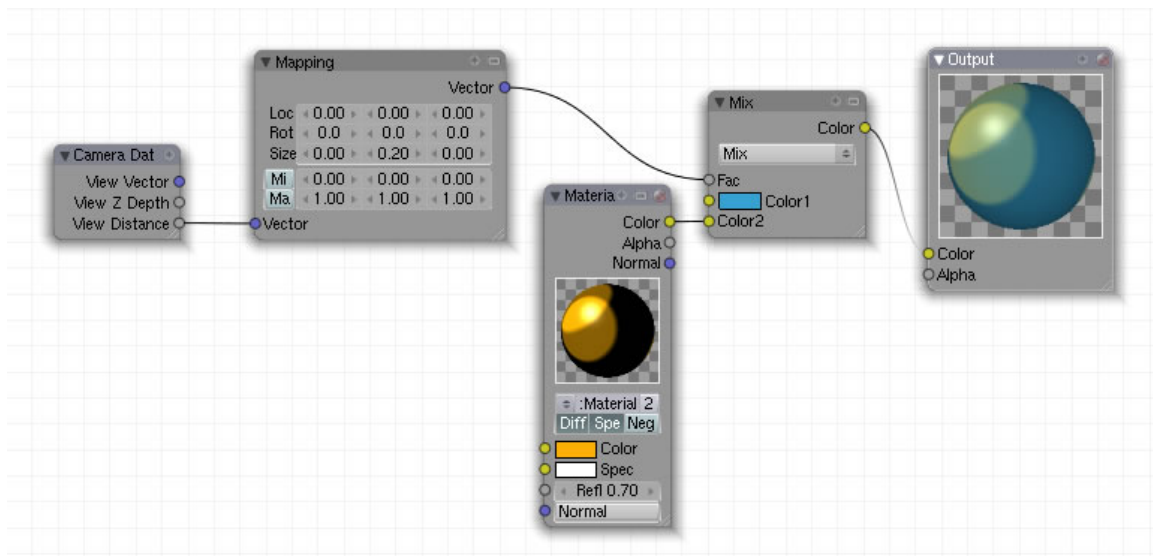 Camera Dat
View Vector
View Z Depth
View Distance
Mapping
Vector
Loc 0.00 0.00 0.00
Rot 0.0 0.0 0.0
Size 0.00 0.20 0.00
Mi 0.00 0.00 0.00
Ma 1.00 1.00 1.00
Vector
Materia
Color
Alpha
Normal
:Material 2
Diff Spe Neg
Color
Spec
Refl 0.70
Normal
Mix
Color
Mix
Fac
Color1
Color2
Output
Color
Alpha